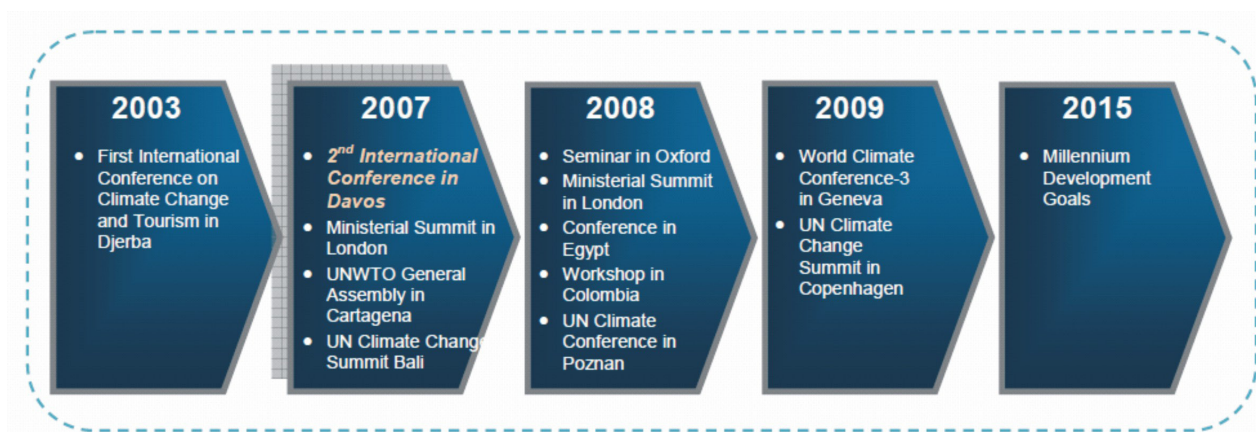 2003
• First International
Conference on
Climate Change
and Tourism in
Djerba
2007
• 2nd International
Conference in
Davos
• Ministerial Summit in
London
• UNWTO General
Assembly in
Cartagena
• UN Climate Change
Summit Bali
2008
• Seminar in Oxford
• Ministerial Summit
in London
• Conference in
Egypt
• Workshop in
Colombia
• UN Climate
Conference in
Poznan
2009
• World Climate
Conference-3
in Geneva
• UN Climate
Change
Summit in
Copenhagen
2015
• Millennium
Development
Goals